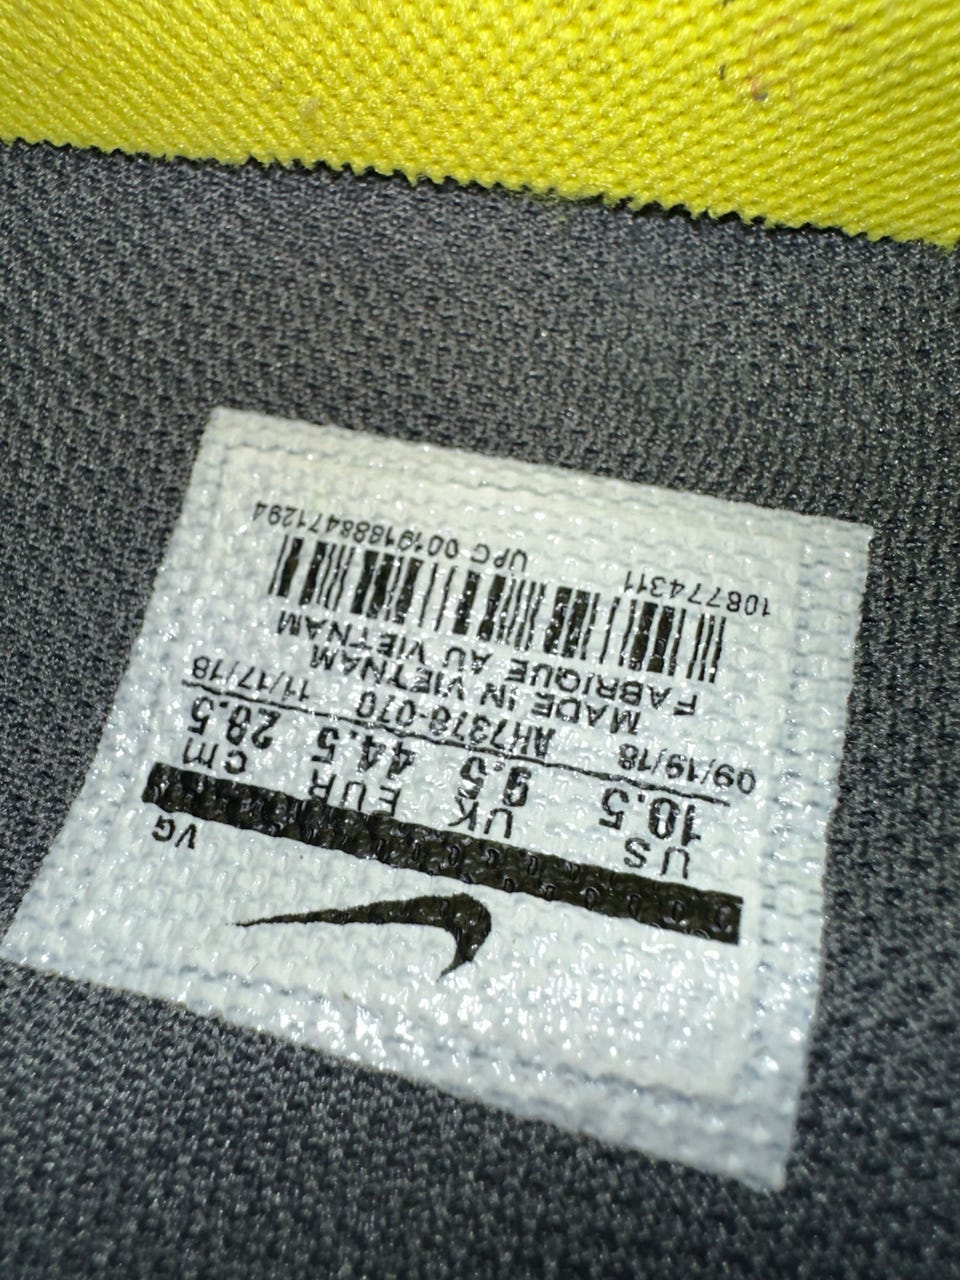 VG
US UK EUR cm
10.5 9.5 44.5 28.5
09/19/18 AH7378-070 11/17/18
MADE IN VIETNAM
FABRIQUE AU VIETNAM
108774311 UPC 00191888471294